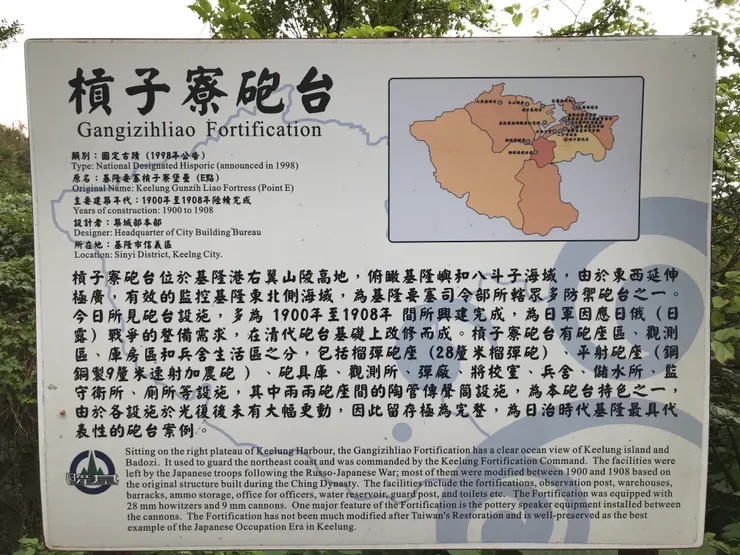 槓子寮砲台
Gangizihliao Fortification
類別：國定古蹟（1998年公告）
Type: National Designated Hisporic (announced in 1998)
原名：基隆要塞槓子寮堡壘（E點）
Original Name: Keelung Gunzih Liao Fortress (Point E)
主要建築年代：1900年至1908年陸續完成
Years of construction: 1900 to 1908
設計者：築城部本部
Designer: Headquarter of City Building Bureau
所在地：基隆市信義區
Location: Sinyi District, Keelng City.
槓子寮砲台位於基隆港右翼山陵高地，俯瞰基隆嶼和八斗子海域，由於東西延伸
極廣，有效的監控基隆東北側海域，為基隆要塞司令部所轄眾多防禦砲台之一。
今日所見砲台設施，多為 1900年至1908年 間所興建完成，為日軍因應日俄（日
露）戰爭的整備需求，在清代砲台基礎上改修而成。槓子寮砲台有砲座區、觀測
區、庫房區和兵舍生活區之分，包括榴彈砲座（28厘米榴彈砲）、平射砲座（鋼
銅製9厘米速射加農砲）、砲具庫、觀測所、彈廠、將校室、兵舍、儲水所、監
守衛所、廁所等設施，其中兩兩砲座間的陶管傳聲筒設施，為本砲台特色之一，
由於各設施於光復後未有大幅更動，因此留存極為完整，為日治時代基隆最具代
表性的砲台案例。
Sitting on the right plateau of Keelung Harbour, the Gangizihliao Fortification has a clear ocean view of Keelung island and
Badozi. It used to guard the northeast coast and was commanded by the Keelung Fortification Command. The facilities were
left by the Japanese troops following the Russo-Japanese War; most of them were modified between 1900 and 1908 based on
the original structure built during the Ching Dynasty. The facilities include the fortifications, observation post, warehouses,
barracks, ammo storage, office for officers, water reservoir, guard post, and toilets etc. The Fortification was equipped with
28 mm howitzers and 9 mm cannons. One major feature of the Fortification is the pottery speaker equipment installed between
the cannons. The Fortification has not been much modified after Taiwan's Restoration and is well-preserved as the best
example of the Japanese Occupation Era in Keelung.